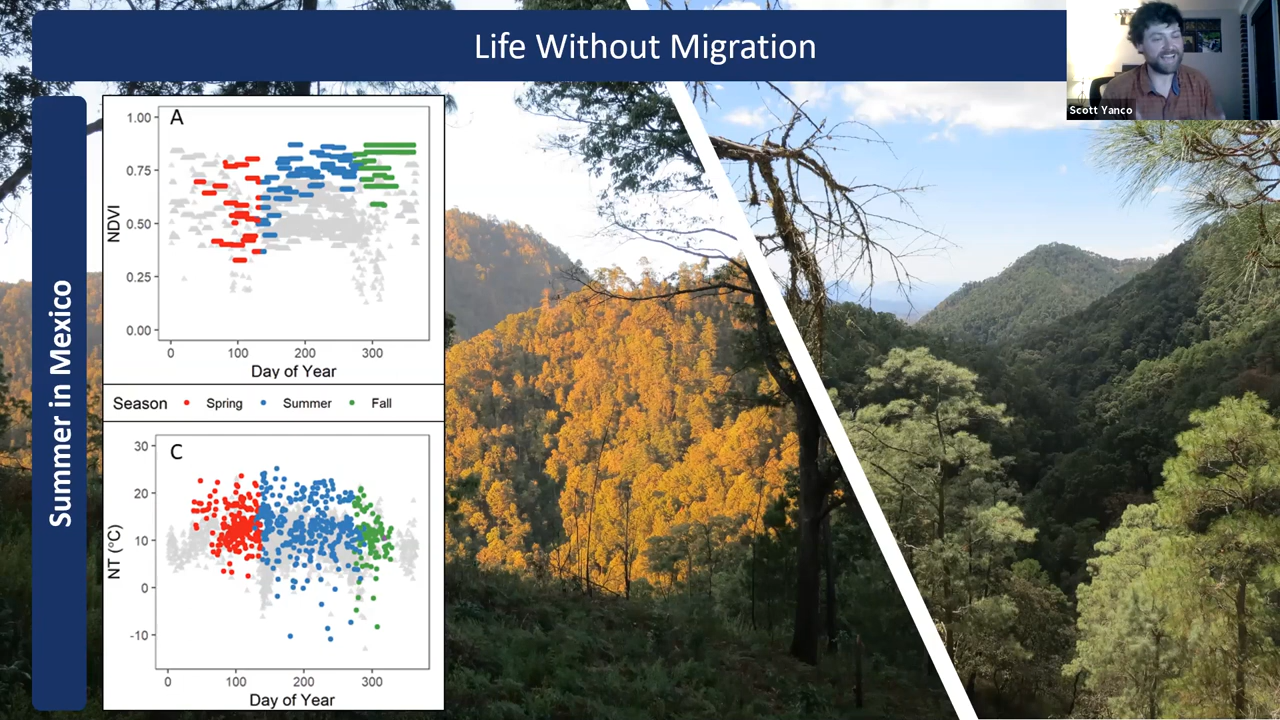 Life Without Migration
Scott Yanco
Summer in Mexico
A
1.00
0.75
0.50
0.25
0.00
NDVI
0 100 200 300
Day of Year
Season Spring Summer Fall
C
30
20
10
0
-10
NT (°C)
0 100 200 300
Day of Year